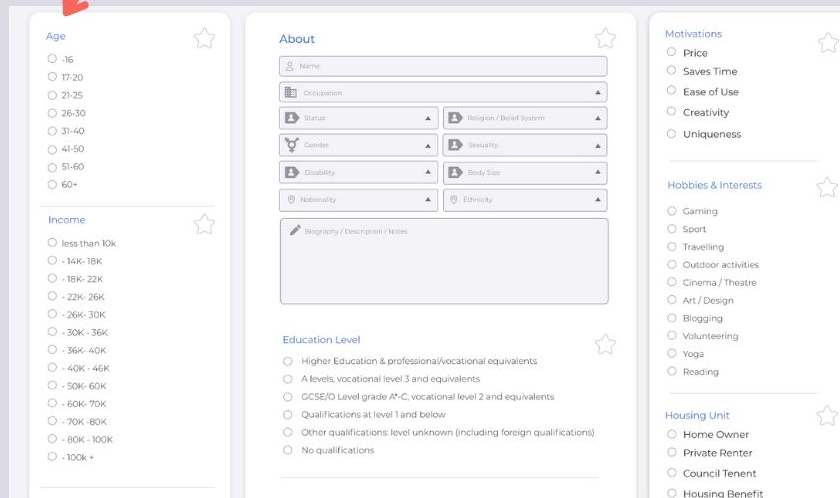 Age
-16
17-20
21-25
26-30
31-40
41-50
51-60
60+
Income
less than 10k
- 14K- 18K
- 18K- 22K
- 22K- 26K
- 26K- 30K
- 30K - 36K
- 36K- 40K
- 40K - 46K
- 50K- 60K
- 60K- 70K
- 70K -80K
- 80K - 100K
- 100k +
About
Name
Occupation
Status
Religion / Belief System
Gender
Sexuality
Disability
Body Size
Nationality
Ethnicity
Biography / Description / Notes
Education Level
Higher Education & professional/vocational equivalents
A levels, vocational level 3 and equivalents
GCSE/O Level grade A*-C, vocational level 2 and equivalents
Qualifications at level 1 and below
Other qualifications: level unknown (including foreign qualifications)
No qualifications
Motivations
Price
Saves Time
Ease of Use
Creativity
Uniqueness
Hobbies & Interests
Gaming
Sport
Travelling
Outdoor activities
Cinema / Theatre
Art / Design
Blogging
Volunteering
Yoga
Reading
Housing Unit
Home Owner
Private Renter
Council Tenent
Housing Benefit